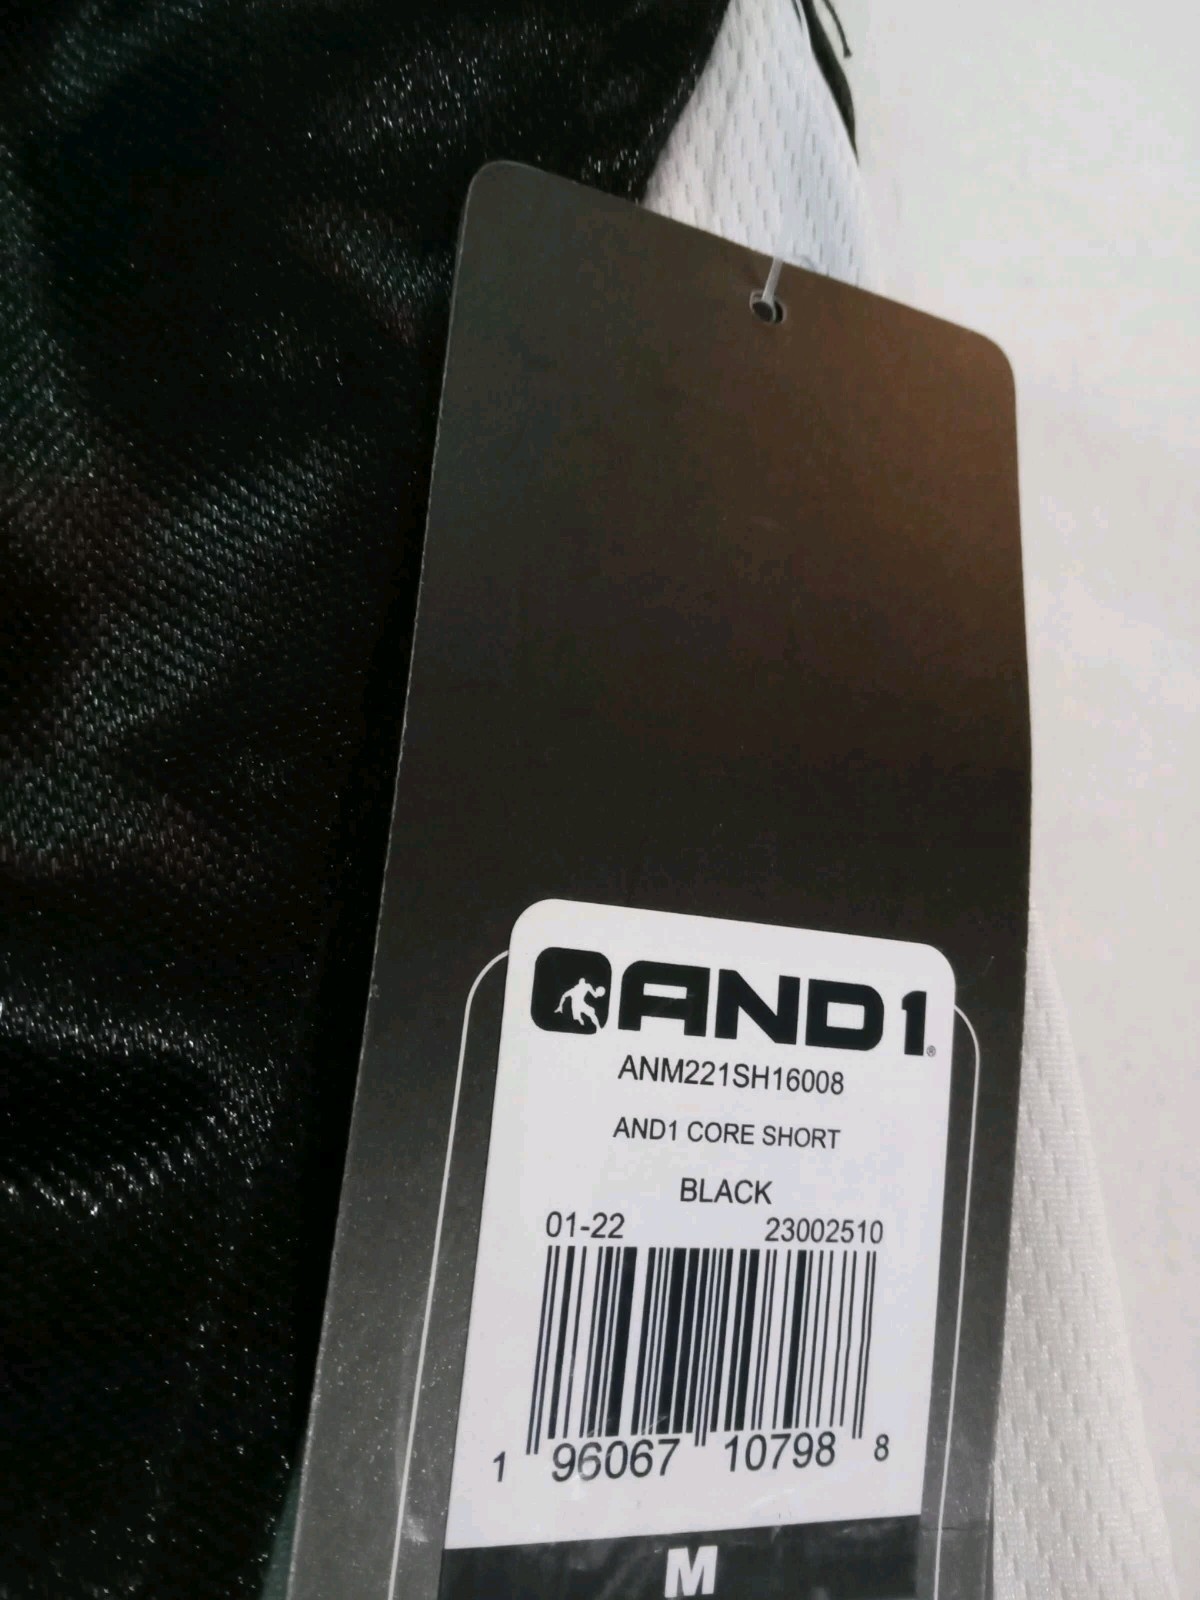 AND1®
ANM221SH16008
AND1 CORE SHORT
BLACK
01-22 23002510
1 96067 10798 8
M